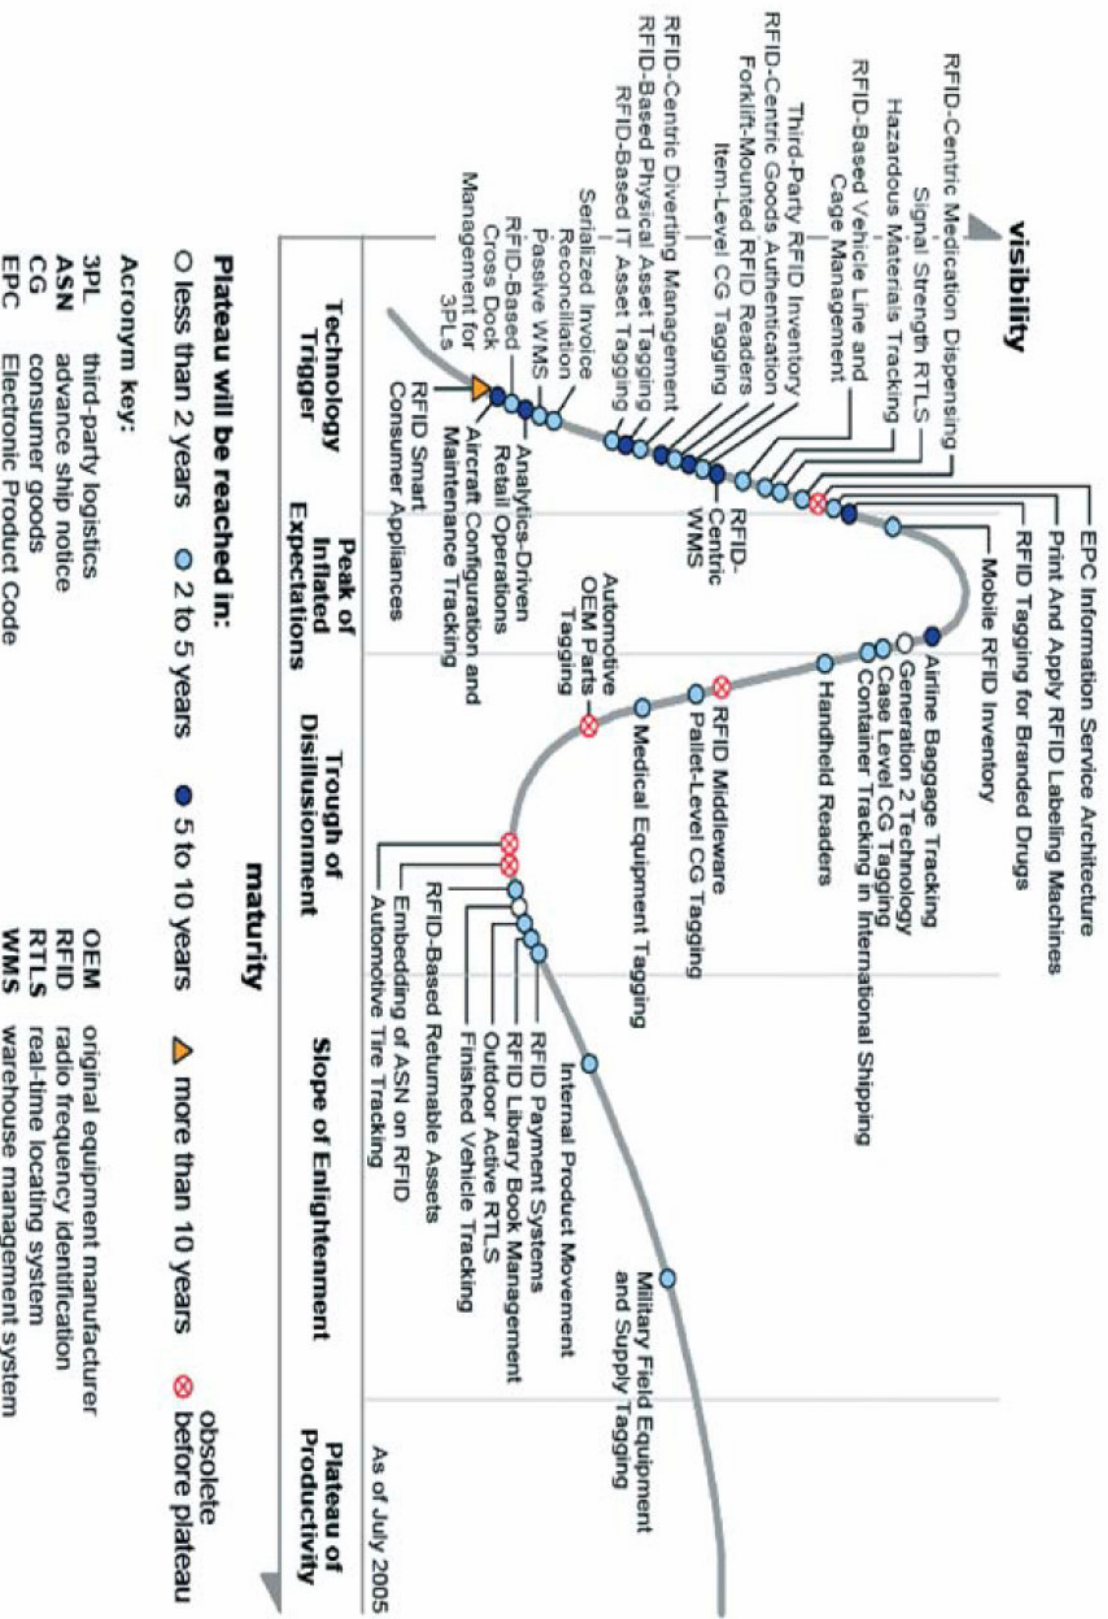 visibility
EPC Information Service Architecture
Print And Apply RFID Labeling Machines
RFID Tagging for Branded Drugs
Mobile RFID Inventory
RFID-Centric Medication Dispensing
Signal Strength RTLS
Hazardous Materials Tracking
RFID-Based Vehicle Line and
Cage Management
Third-Party RFID Inventory
RFID-Centric Goods Authentication
Forklift-Mounted RFID Readers
Item-Level CG Tagging
RFID-Centric Diverting Management
RFID-Based Physical Asset Tagging
RFID-Based IT Asset Tagging
Serialized Invoice
Reconciliation
Passive WMS
RFID-Based
Cross Dock
Management for
3PLs
RFID-
Centric
WMS
Analytics-Driven
Retail Operations
Aircraft Configuration and
Maintenance Tracking
RFID Smart
Consumer Appliances
Airline Baggage Tracking
Generation 2 Technology
Case Level CG Tagging
Container Tracking in International Shipping
Handheld Readers
RFID Middleware
Pallet-Level CG Tagging
Medical Equipment Tagging
Automotive
OEM Parts
Tagging
Military Field Equipment
and Supply Tagging
Internal Product Movement
RFID Payment Systems
RFID Library Book Management
Outdoor Active RTLS
Finished Vehicle Tracking
RFID-Based Returnable Assets
Embedding of ASN on RFID
Automotive Tire Tracking
As of July 2005
Technology
Trigger
Peak of
Inflated
Expectations
Trough of
Disillusionment
Slope of Enlightenment
Plateau of
Productivity
maturity
Plateau will be reached in:
less than 2 years
2 to 5 years
5 to 10 years
more than 10 years
obsolete
before plateau
Acronym key:
3PL third-party logistics
ASN advance ship notice
CG consumer goods
EPC Electronic Product Code
OEM original equipment manufacturer
RFID radio frequency identification
RTLS real-time locating system
WMS warehouse management system